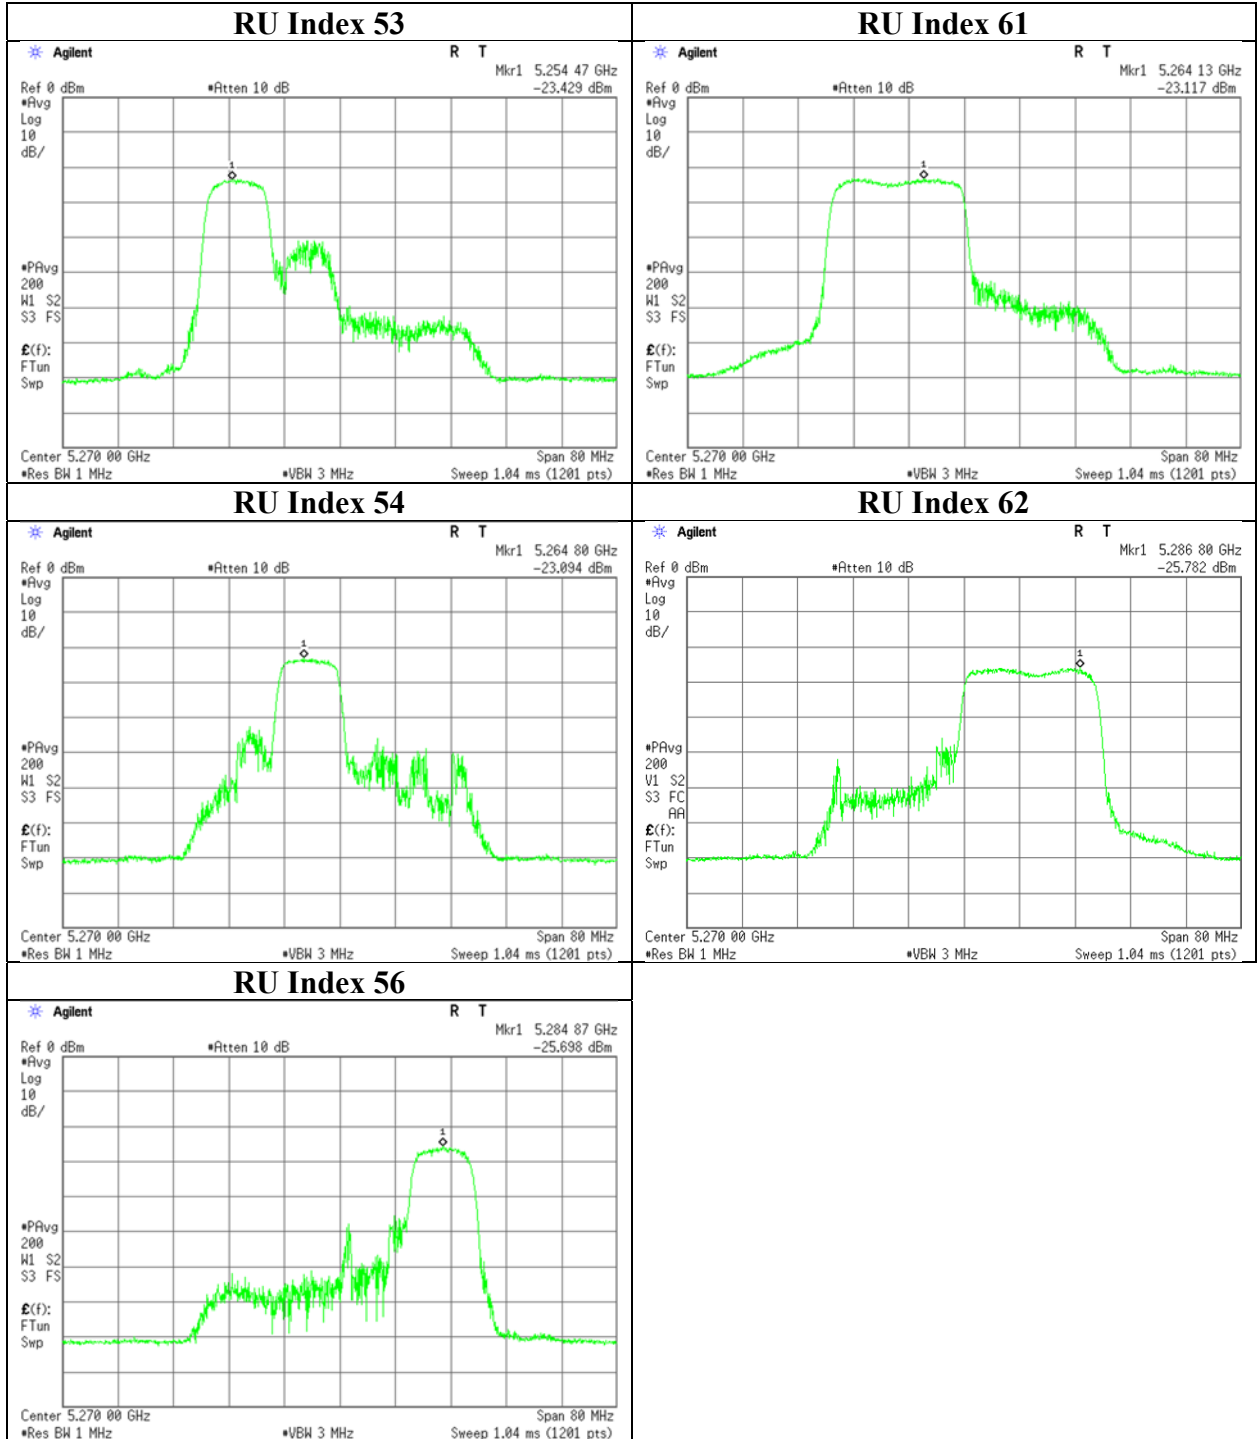 RU Index 53
Agilent R T
Mkr1 5.254 47 GHz
Ref 0 dBm #Atten 10 dB -23.429 dBm
#Avg
Log
10
dB/
1
#PAvg
200
W1 S2
S3 FS
£(f):
FTun
Swp
Center 5.270 00 GHz Span 80 MHz
#Res BW 1 MHz #VBW 3 MHz Sweep 1.04 ms (1201 pts)
RU Index 61
Agilent R T
Mkr1 5.264 13 GHz
Ref 0 dBm #Atten 10 dB -23.117 dBm
#Avg
Log
10
dB/
1
#PAvg
200
W1 S2
S3 FS
£(f):
FTun
Swp
Center 5.270 00 GHz Span 80 MHz
#Res BW 1 MHz #VBW 3 MHz Sweep 1.04 ms (1201 pts)
RU Index 54
Agilent R T
Mkr1 5.264 80 GHz
Ref 0 dBm #Atten 10 dB -23.094 dBm
#Avg
Log
10
dB/
1
#PAvg
200
W1 S2
S3 FS
£(f):
FTun
Swp
Center 5.270 00 GHz Span 80 MHz
#Res BW 1 MHz #VBW 3 MHz Sweep 1.04 ms (1201 pts)
RU Index 62
Agilent R T
Mkr1 5.286 80 GHz
Ref 0 dBm #Atten 10 dB -25.782 dBm
#Avg
Log
10
dB/
1
#PAvg
200
V1 S2
S3 FC
AA
£(f):
FTun
Swp
Center 5.270 00 GHz Span 80 MHz
#Res BW 1 MHz #VBW 3 MHz Sweep 1.04 ms (1201 pts)
RU Index 56
Agilent R T
Mkr1 5.284 87 GHz
Ref 0 dBm #Atten 10 dB -25.698 dBm
#Avg
Log
10
dB/
1
#PAvg
200
W1 S2
S3 FS
£(f):
FTun
Swp
Center 5.270 00 GHz Span 80 MHz
#Res BW 1 MHz #VBW 3 MHz Sweep 1.04 ms (1201 pts)